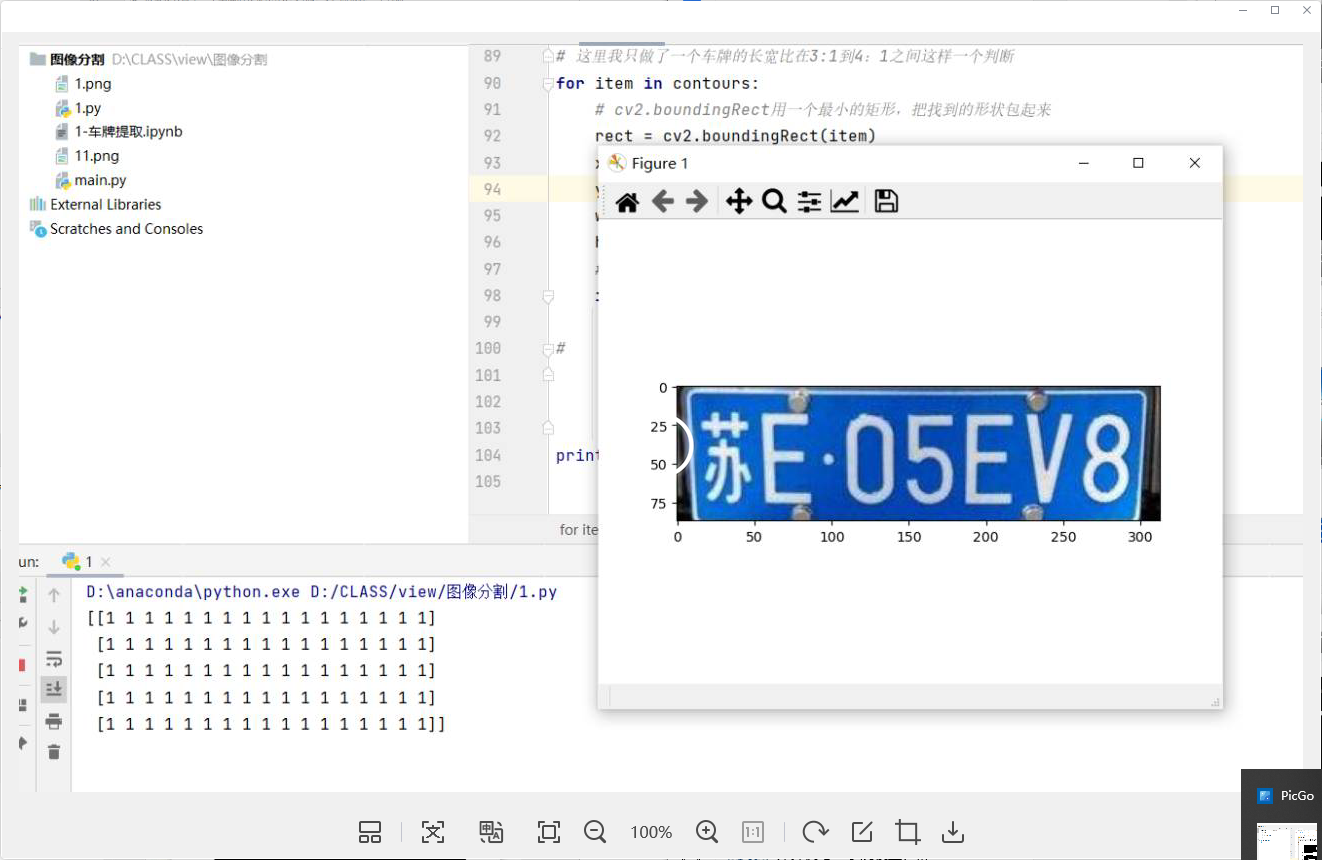 图像分割 D:\CLASS\view\图像分割
1.png
1.py
1-车牌提取.ipynb
11.png
main.py
External Libraries
Scratches and Consoles
89 # 这里我只做了一个车牌的长宽比在3:1到4：1之间这样一个判断
90 for item in contours:
91 # cv2.boundingRect用一个最小的矩形，把找到的形状包起来
92 rect = cv2.boundingRect(item)
93
94
95
96
97
98
99
100 #
101
102
103
104 print
105
for ite
Figure 1
0
25
50
75
苏E·05EV8
0 50 100 150 200 250 300
un: 1
D:\anaconda\python.exe D:/CLASS/view/图像分割/1.py
[[1 1 1 1 1 1 1 1 1 1 1 1 1 1 1 1 1]
[1 1 1 1 1 1 1 1 1 1 1 1 1 1 1 1 1]
[1 1 1 1 1 1 1 1 1 1 1 1 1 1 1 1 1]
[1 1 1 1 1 1 1 1 1 1 1 1 1 1 1 1 1]
[1 1 1 1 1 1 1 1 1 1 1 1 1 1 1 1 1]]
100%
1:1
PicGo